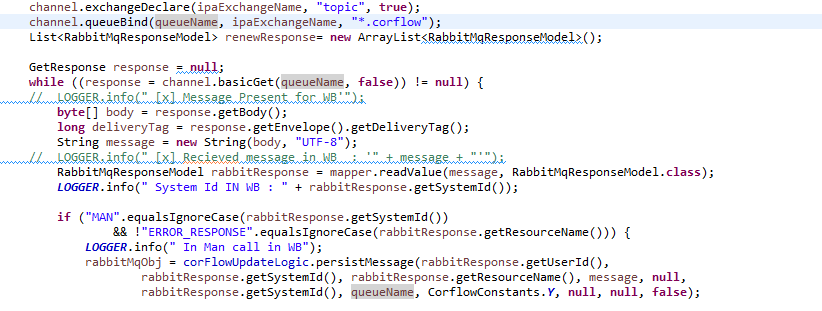 channel.exchangeDeclare(ipaExchangeName, "topic", true);
channel.queueBind(queueName, ipaExchangeName, "*.corflow");
List<RabbitMqResponseModel> renewResponse= new ArrayList<RabbitMqResponseModel>();
GetResponse response = null;
while ((response = channel.basicGet(queueName, false)) != null) {
// LOGGER.info(" [x] Message Present for WB'");
byte[] body = response.getBody();
long deliveryTag = response.getEnvelope().getDeliveryTag();
String message = new String(body, "UTF-8");
// LOGGER.info(" [x] Recieved message in WB : '" + message + "'");
RabbitMqResponseModel rabbitResponse = mapper.readValue(message, RabbitMqResponseModel.class);
LOGGER.info(" System Id IN WB : " + rabbitResponse.getSystemId());
if ("MAN".equalsIgnoreCase(rabbitResponse.getSystemId())
&& !"ERROR_RESPONSE".equalsIgnoreCase(rabbitResponse.getResourceName())) {
LOGGER.info(" In Man call in WB");
rabbitMqObj = corFlowUpdateLogic.persistMessage(rabbitResponse.getUserId(),
rabbitResponse.getSystemId(), rabbitResponse.getResourceName(), message, null,
rabbitResponse.getSystemId(), queueName, CorflowConstants.Y, null, null, false);